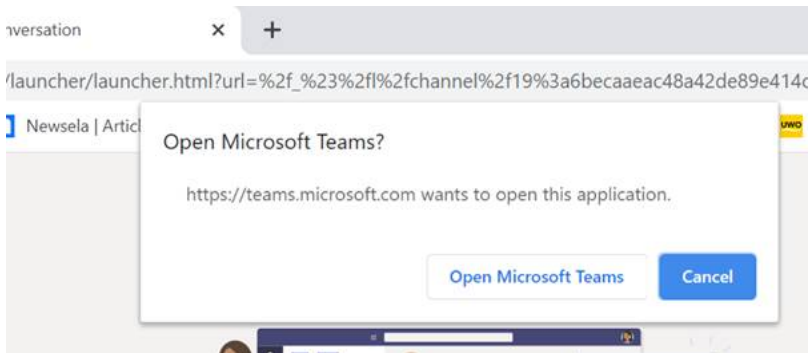 nversation
/launcher/launcher.html?url=%2f_%23%2fl%2fchannel%2f19%3a6becaaeac48a42de89e414c
Newsela | Articl
UWO
Open Microsoft Teams?
https://teams.microsoft.com wants to open this application.
Open Microsoft Teams Cancel